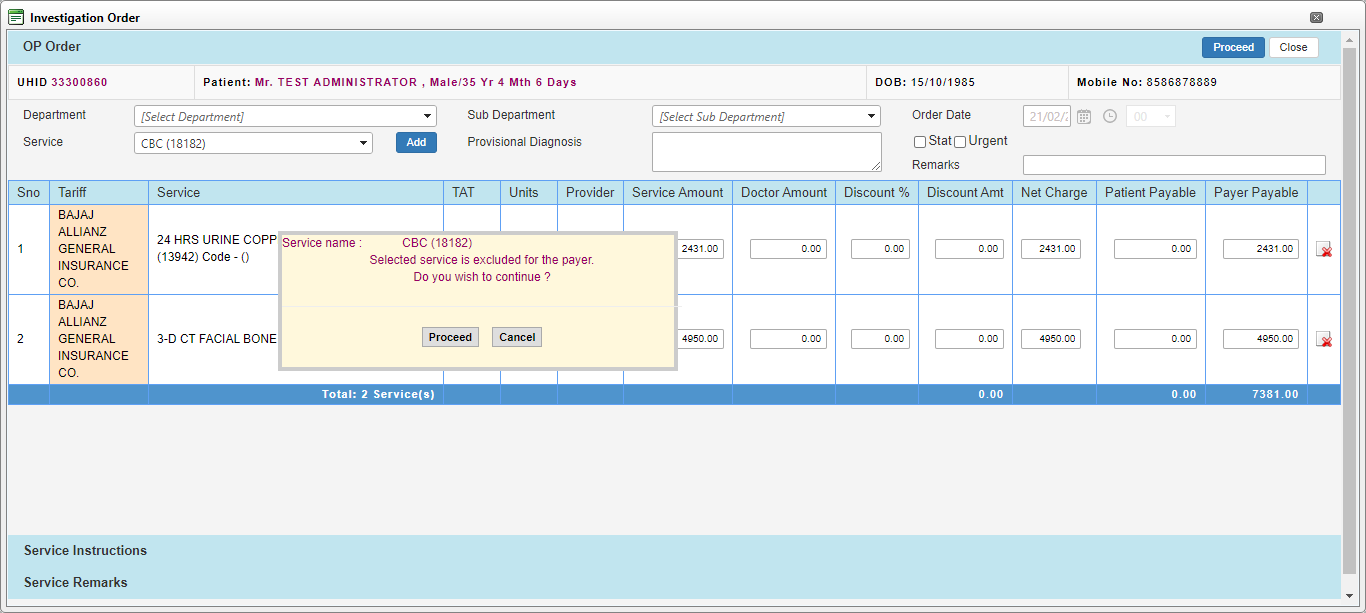 Investigation Order
OP Order
Proceed Close
UHID 33300860 Patient: Mr. TEST ADMINISTRATOR , Male/35 Yr 4 Mth 6 Days DOB: 15/10/1985 Mobile No: 8586878889
Department [Select Department] Sub Department [Select Sub Department] Order Date 21/02/2 00
Service CBC (18182) Add Provisional Diagnosis Stat Urgent
Remarks
Sno Tariff Service TAT Units Provider Service Amount Doctor Amount Discount % Discount Amt Net Charge Patient Payable Payer Payable
1 BAJAJ ALLIANZ GENERAL INSURANCE CO. 24 HRS URINE COPP (13942) Code - () 2431.00 0.00 0.00 0.00 2431.00 0.00 2431.00
2 BAJAJ ALLIANZ GENERAL INSURANCE CO. 3-D CT FACIAL BONE 4950.00 0.00 0.00 0.00 4950.00 0.00 4950.00
Total: 2 Service(s) 0.00 0.00 7381.00
Service name : CBC (18182)
Selected service is excluded for the payer.
Do you wish to continue ?
Proceed Cancel
Service Instructions
Service Remarks